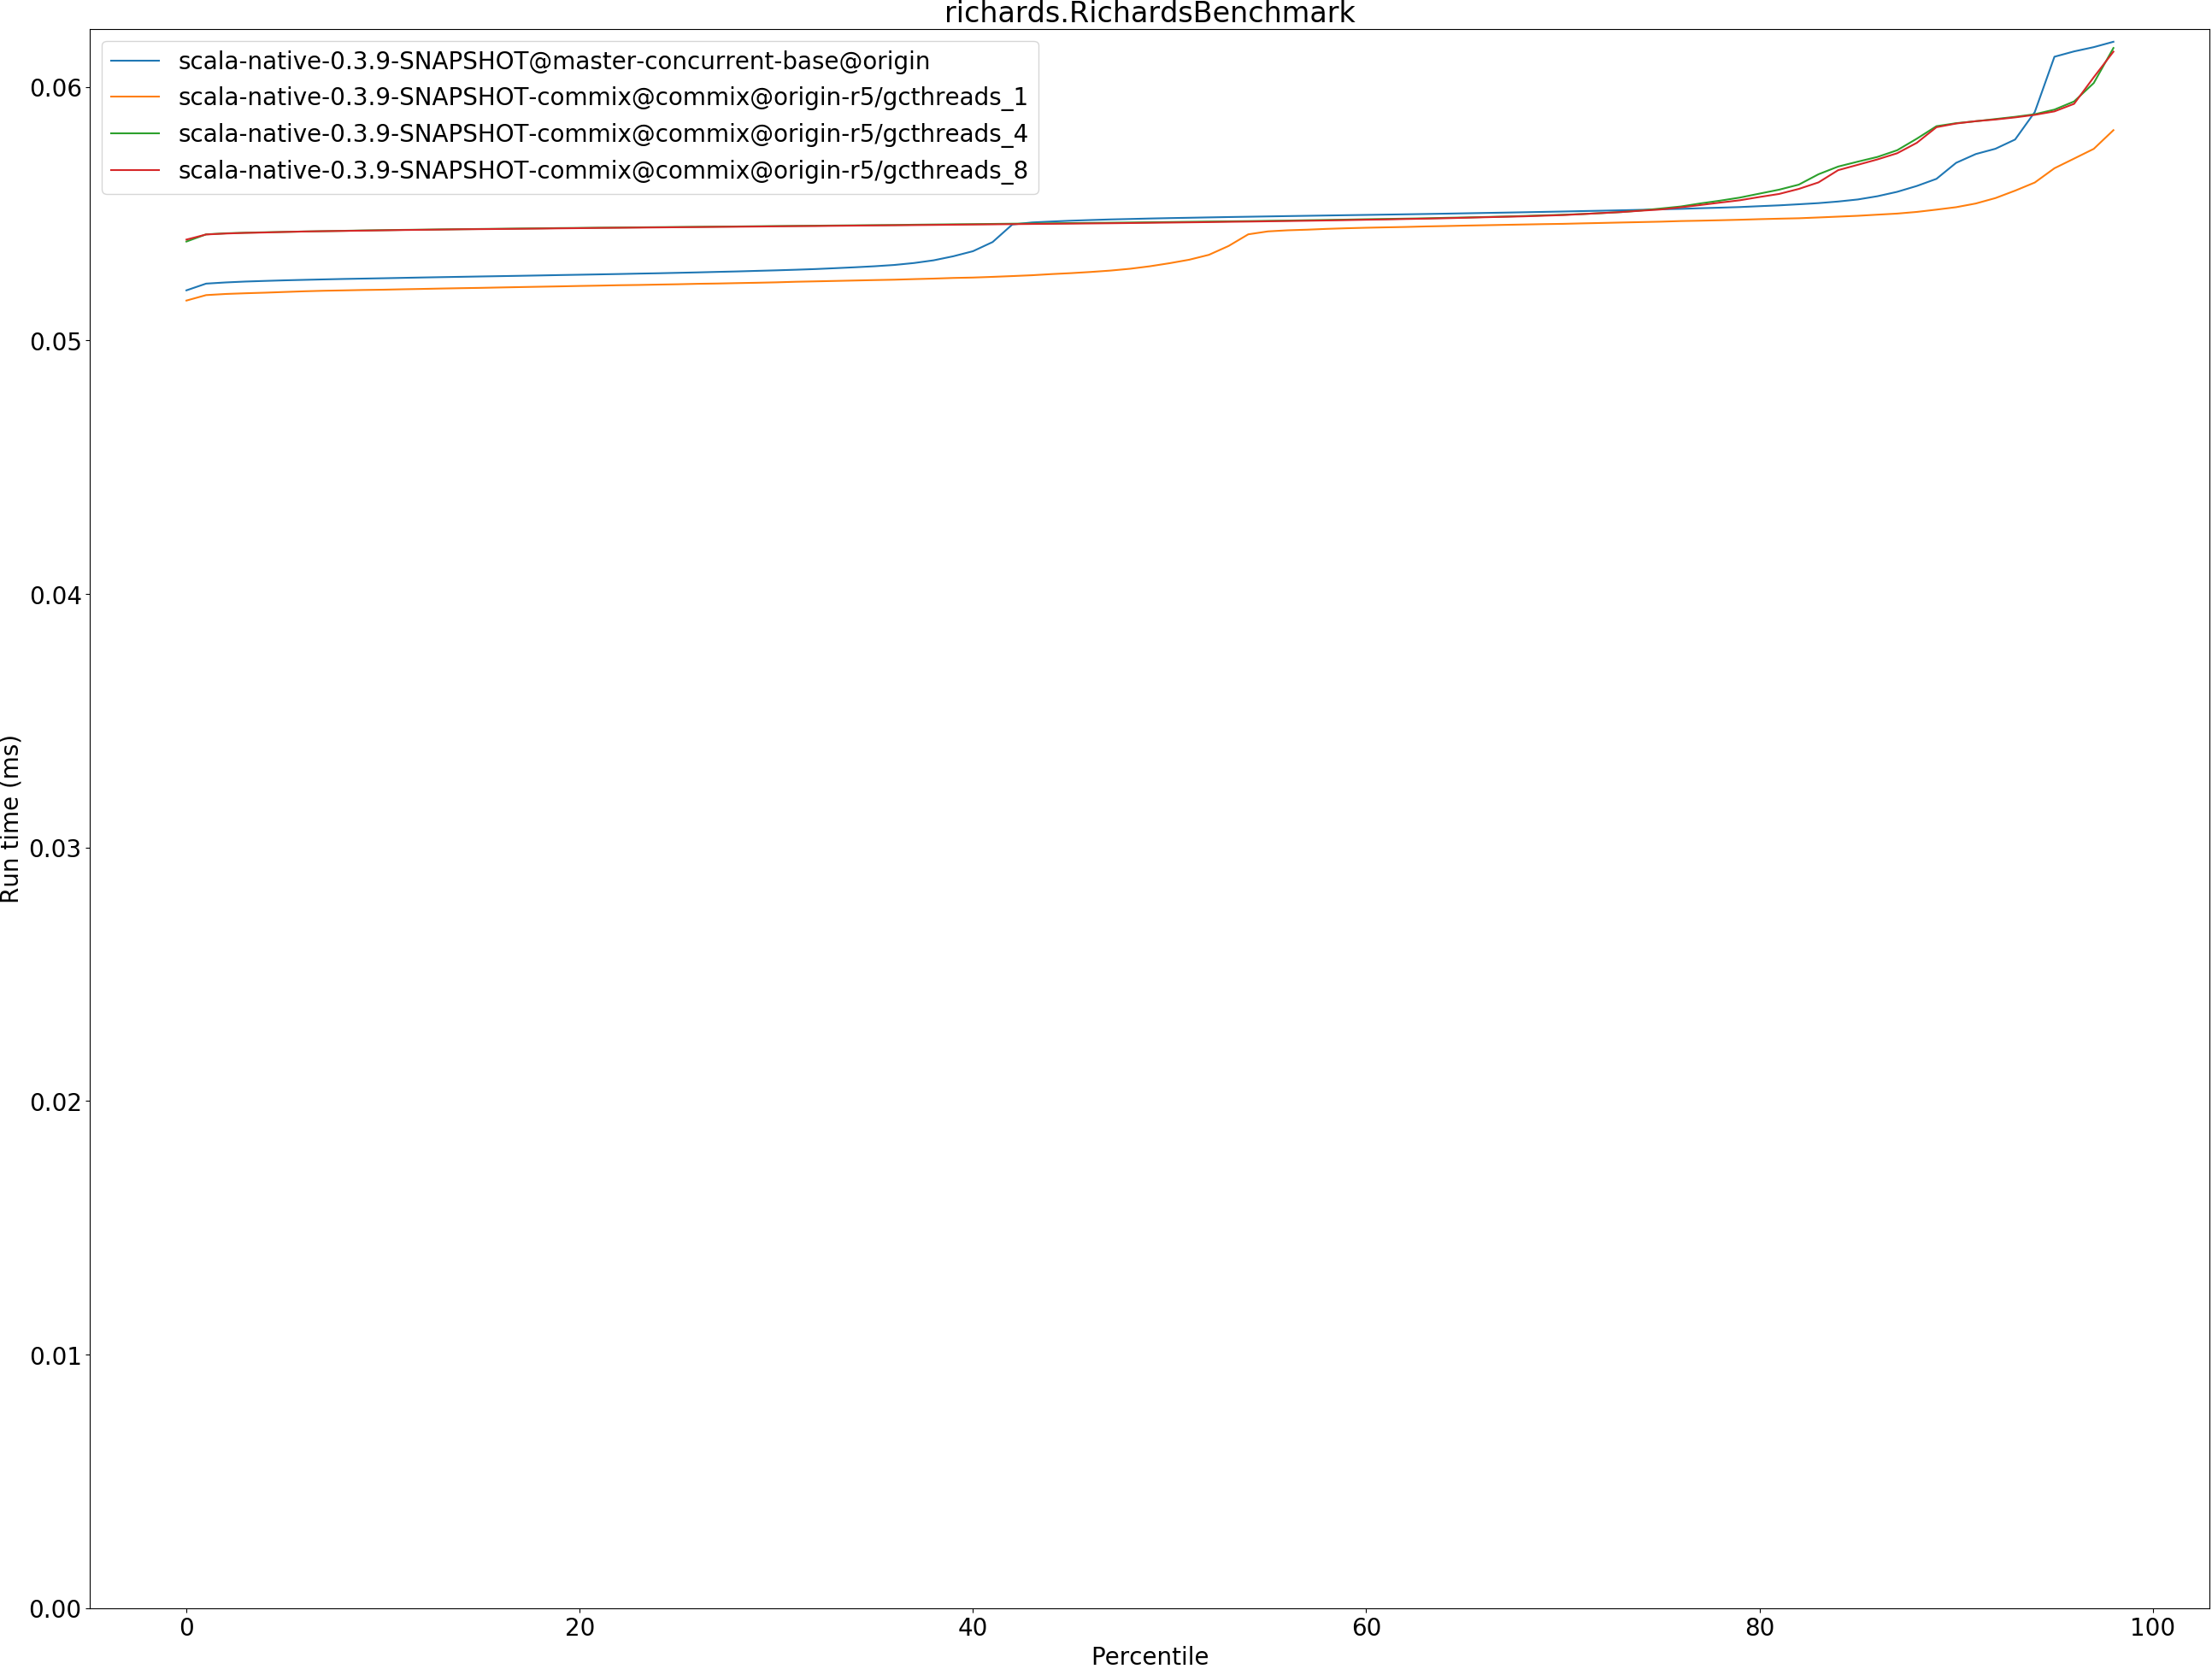 richards.RichardsBenchmark
scala-native-0.3.9-SNAPSHOT@master-concurrent-base@origin
scala-native-0.3.9-SNAPSHOT-commix@commix@origin-r5/gcthreads_1
scala-native-0.3.9-SNAPSHOT-commix@commix@origin-r5/gcthreads_4
scala-native-0.3.9-SNAPSHOT-commix@commix@origin-r5/gcthreads_8
0.06
0.05
0.04
0.03
0.02
0.01
0.00
Run time (ms)
0 20 40 60 80 100
Percentile